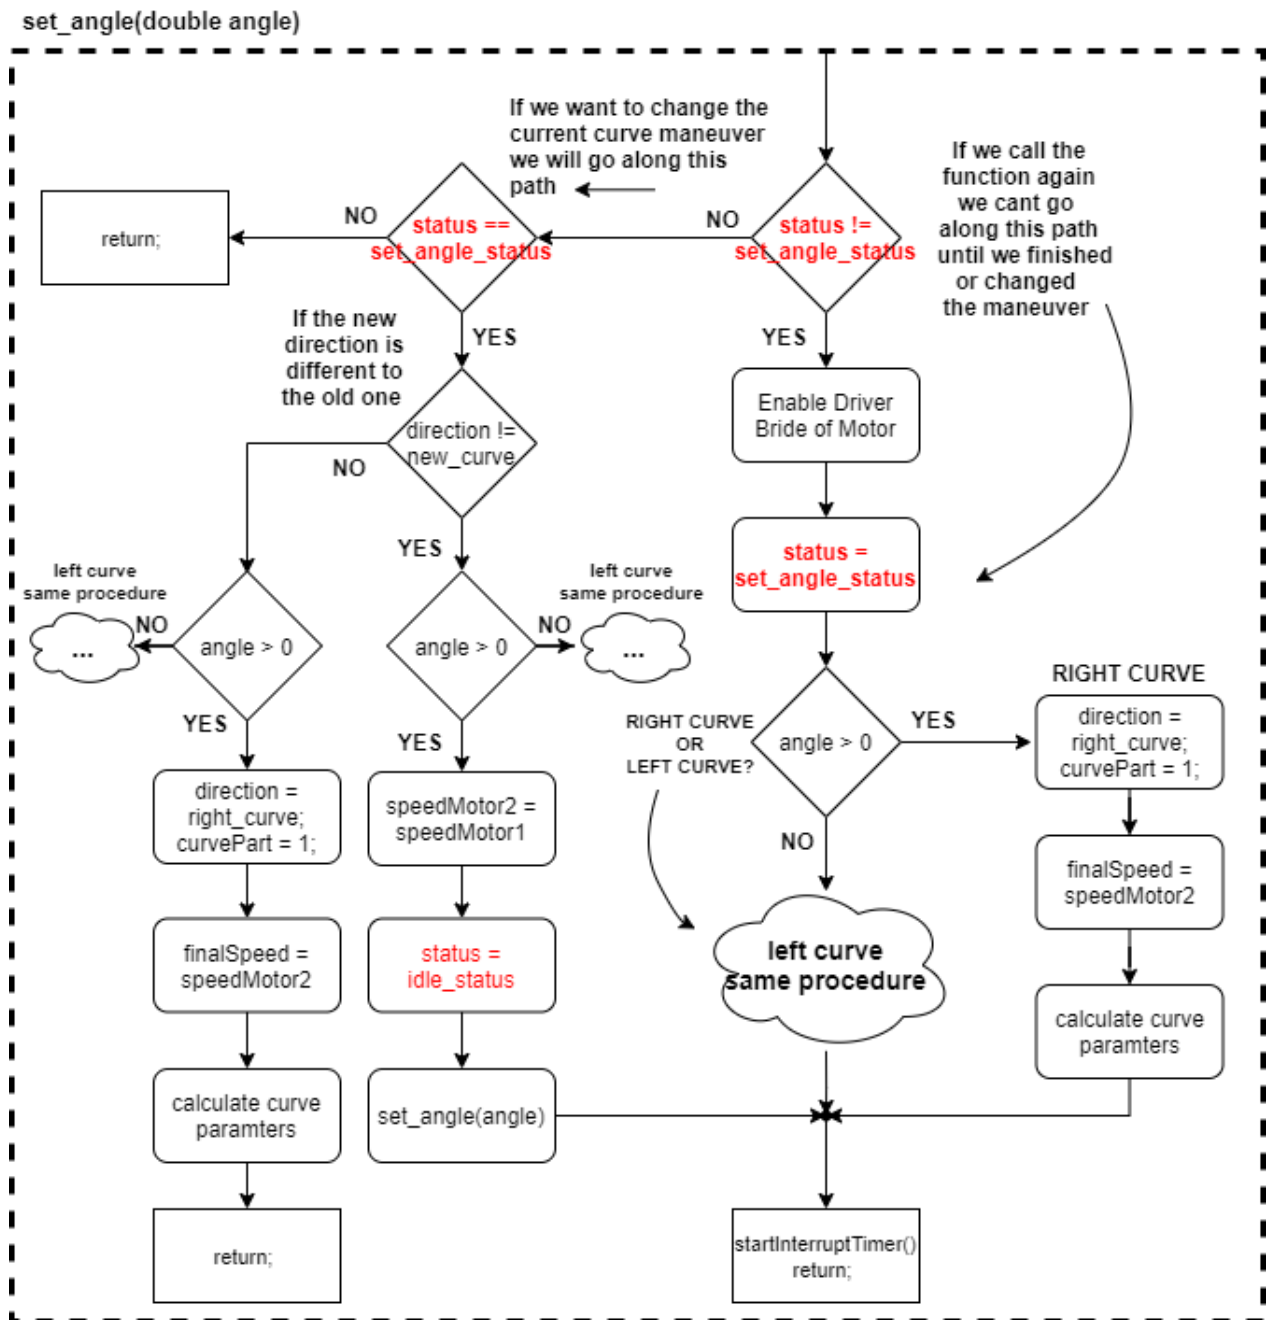 set_angle(double angle)
If we want to change the
current curve maneuver
we will go along this
path
If we call the
function again
we cant go
along this path
until we finished
or changed
the maneuver
return;
NO
status ==
set_angle_status
NO
status !=
set_angle_status
YES
YES
If the new
direction is
different to
the old one
direction !=
new_curve
NO
YES
Enable Driver
Bride of Motor
status =
set_angle_status
left curve
same procedure
...
NO
angle > 0
YES
angle > 0
NO
left curve
same procedure
...
YES
RIGHT CURVE
OR
LEFT CURVE?
angle > 0
YES
NO
RIGHT CURVE
direction =
right_curve;
curvePart = 1;
direction =
right_curve;
curvePart = 1;
speedMotor2 =
speedMotor1
finalSpeed =
speedMotor2
finalSpeed =
speedMotor2
status =
idle_status
left curve
same procedure
calculate curve
paramters
calculate curve
paramters
set_angle(angle)
return;
startInterruptTimer()
return;